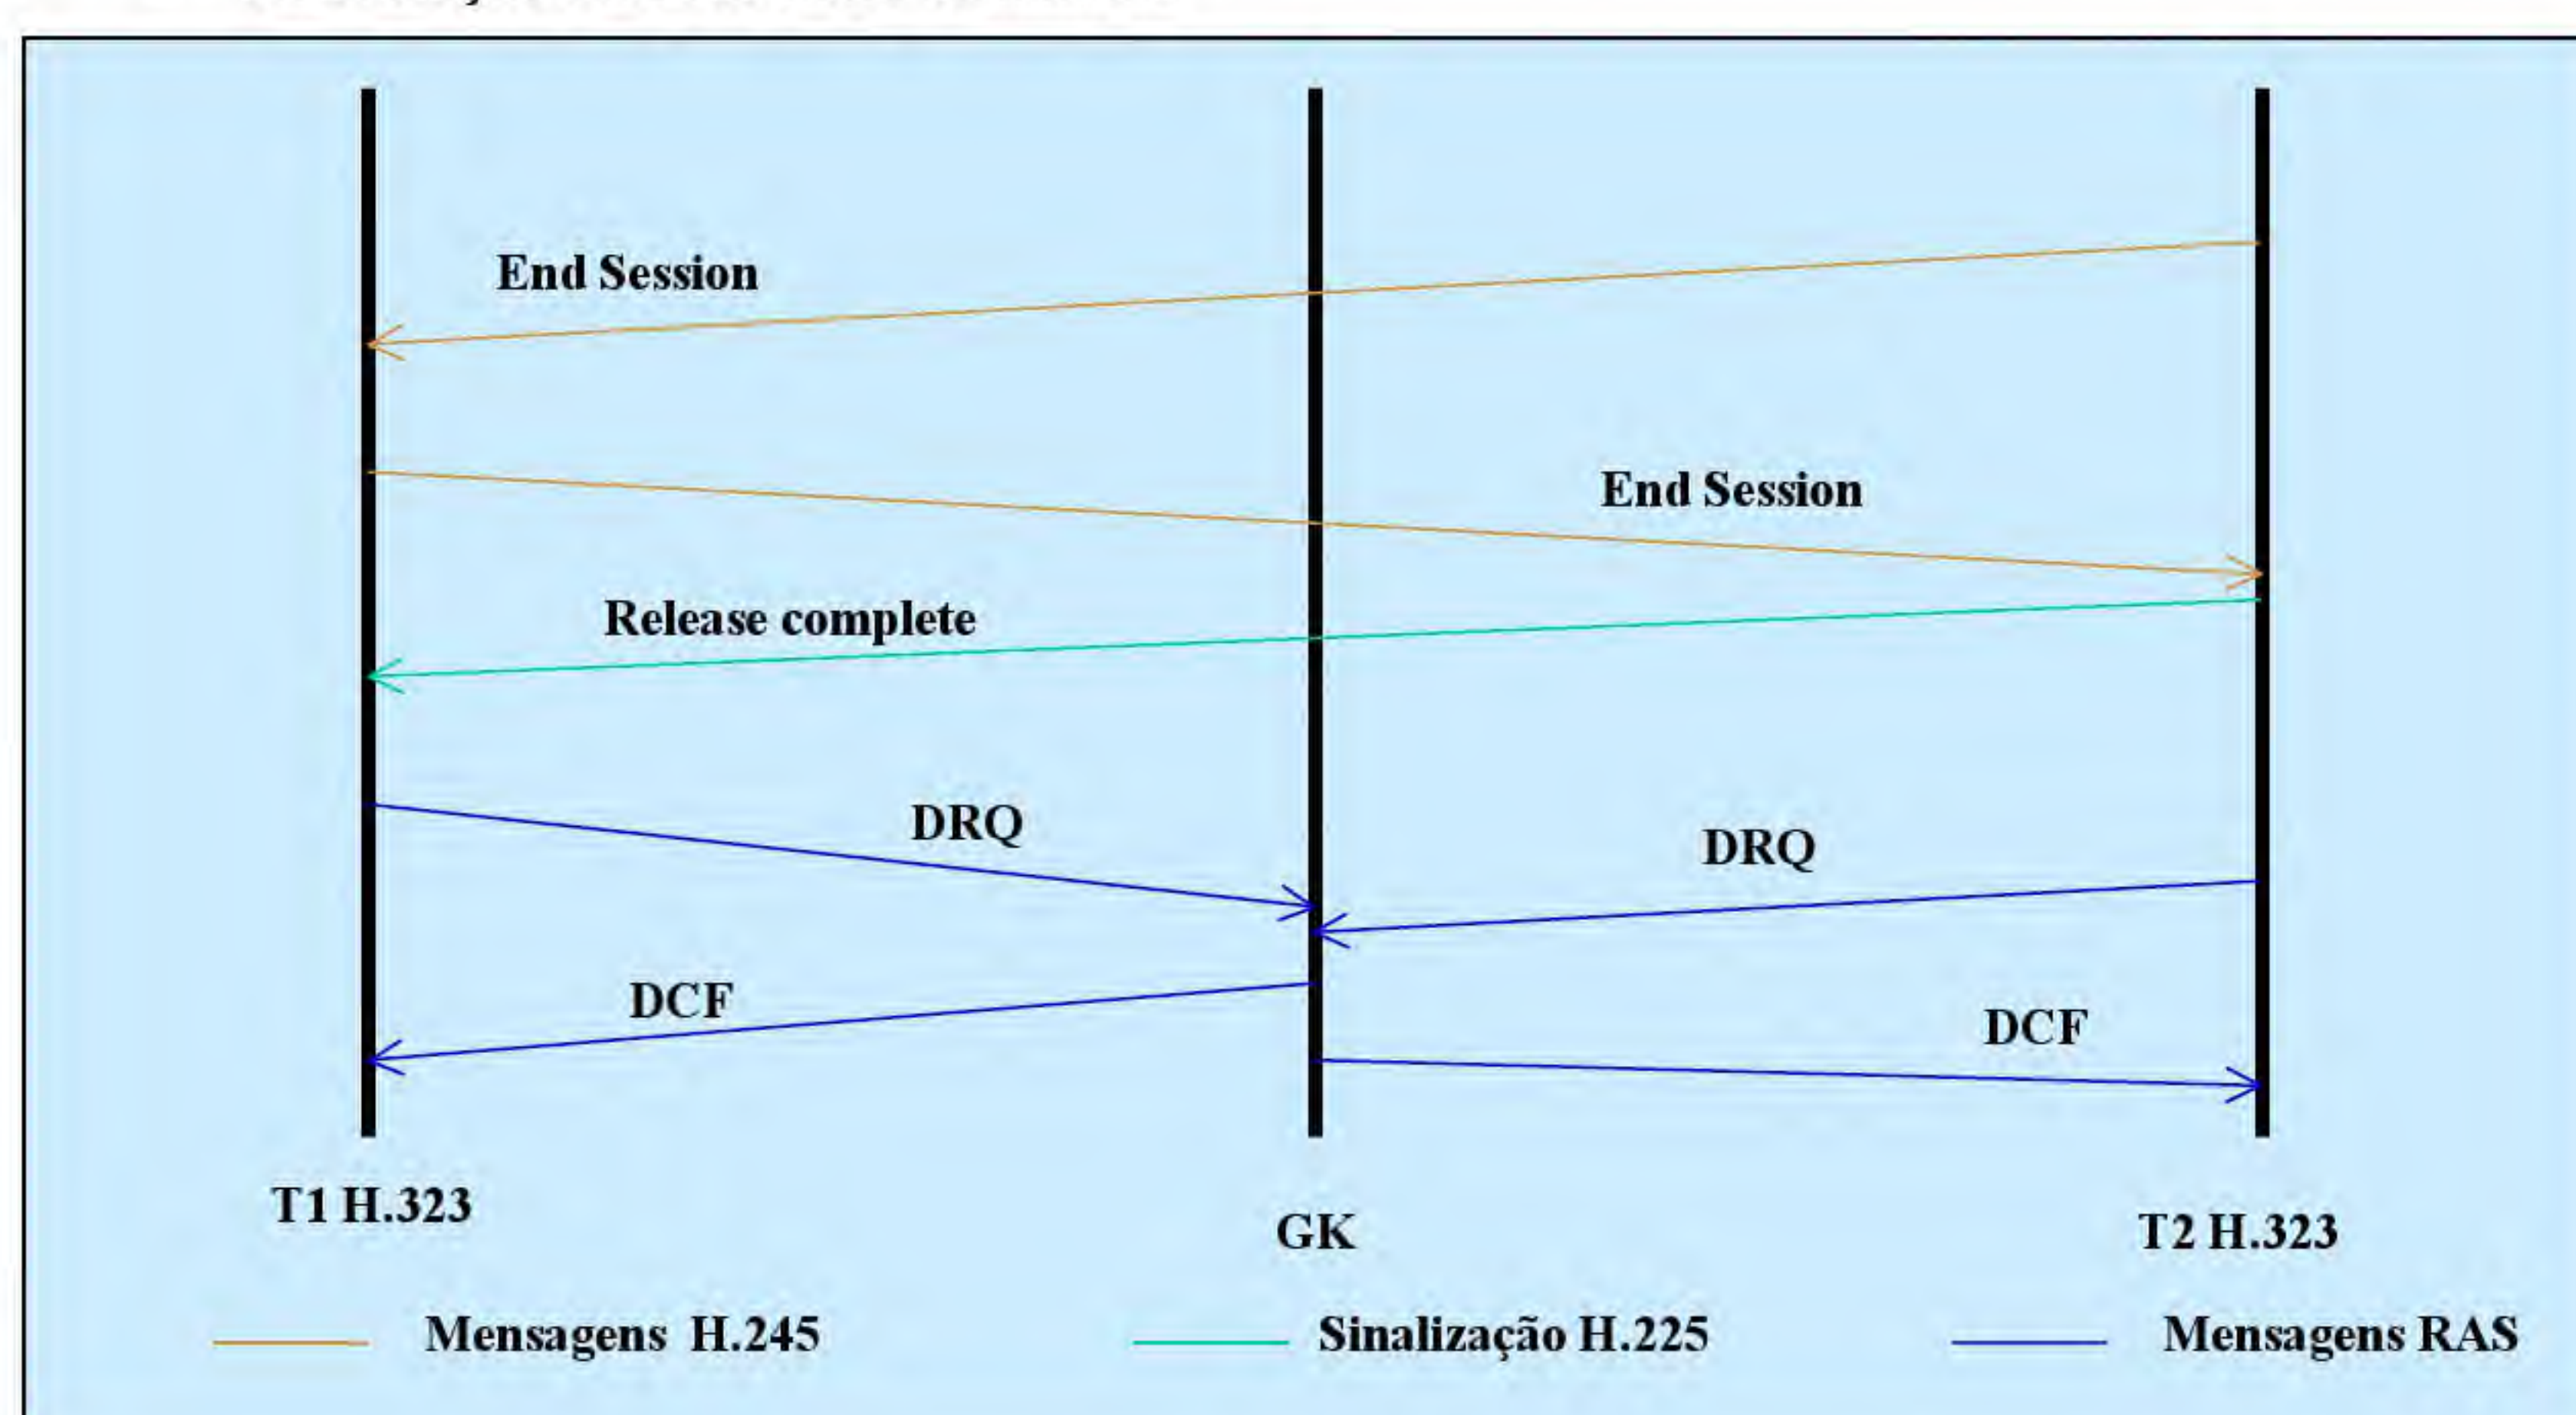 End Session
End Session
Release complete
DRQ
DRQ
DCF
DCF
T1 H.323
GK
T2 H.323
Mensagens H.245
Sinalização H.225
Mensagens RAS